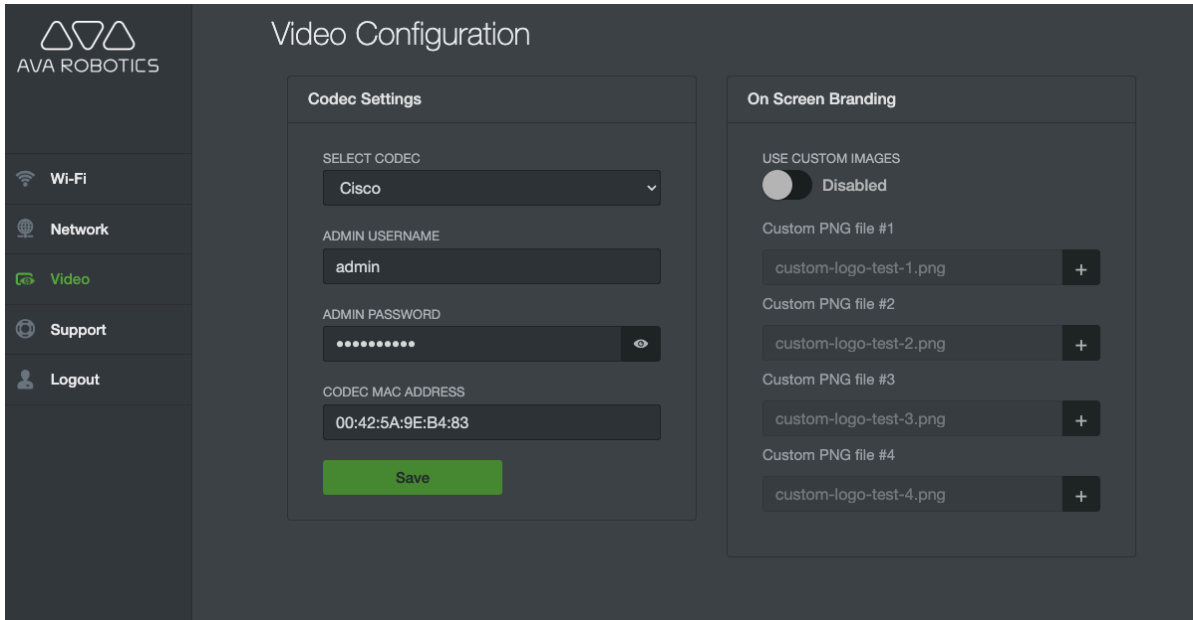 AVA ROBOTICS
Wi-Fi
Network
Video
Support
Logout
Video Configuration
Codec Settings
SELECT CODEC
Cisco
ADMIN USERNAME
admin
ADMIN PASSWORD
••••••••••
CODEC MAC ADDRESS
00:42:5A:9E:B4:83
Save
On Screen Branding
USE CUSTOM IMAGES
Disabled
Custom PNG file #1
custom-logo-test-1.png
+
Custom PNG file #2
custom-logo-test-2.png
+
Custom PNG file #3
custom-logo-test-3.png
+
Custom PNG file #4
custom-logo-test-4.png
+